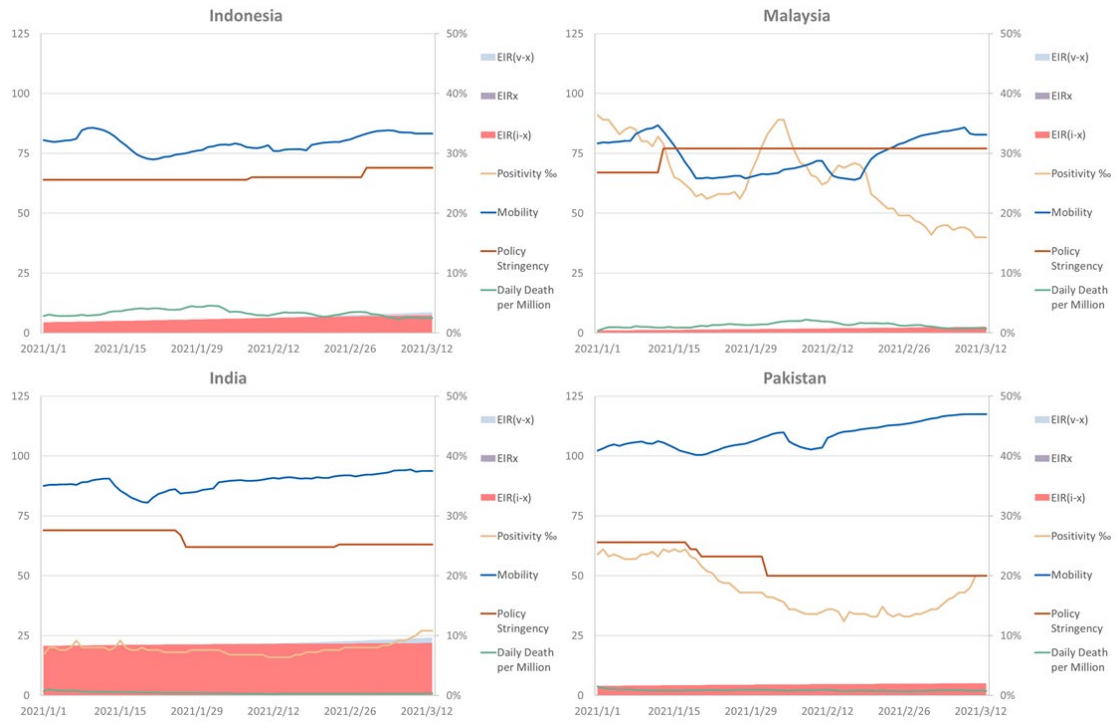 Indonesia
125
100
75
50
25
0
50%
40%
30%
20%
10%
0%
2021/1/1
2021/1/15
2021/1/29
2021/2/12
2021/2/26
2021/3/12
EIR(v-x)
EIRx
EIR(i-x)
Positivity ‰
Mobility
Policy
Stringency
Daily Death
per Million
Malaysia
125
100
75
50
25
0
50%
40%
30%
20%
10%
0%
2021/1/1
2021/1/15
2021/1/29
2021/2/12
2021/2/26
2021/3/12
EIR(v-x)
EIRx
EIR(i-x)
Positivity ‰
Mobility
Policy
Stringency
Daily Death
per Million
India
125
100
75
50
25
0
50%
40%
30%
20%
10%
0%
2021/1/1
2021/1/15
2021/1/29
2021/2/12
2021/2/26
2021/3/12
EIR(v-x)
EIRx
EIR(i-x)
Positivity ‰
Mobility
Policy
Stringency
Daily Death
per Million
Pakistan
125
100
75
50
25
0
50%
40%
30%
20%
10%
0%
2021/1/1
2021/1/15
2021/1/29
2021/2/12
2021/2/26
2021/3/12
EIR(v-x)
EIRx
EIR(i-x)
Positivity ‰
Mobility
Policy
Stringency
Daily Death
per Million